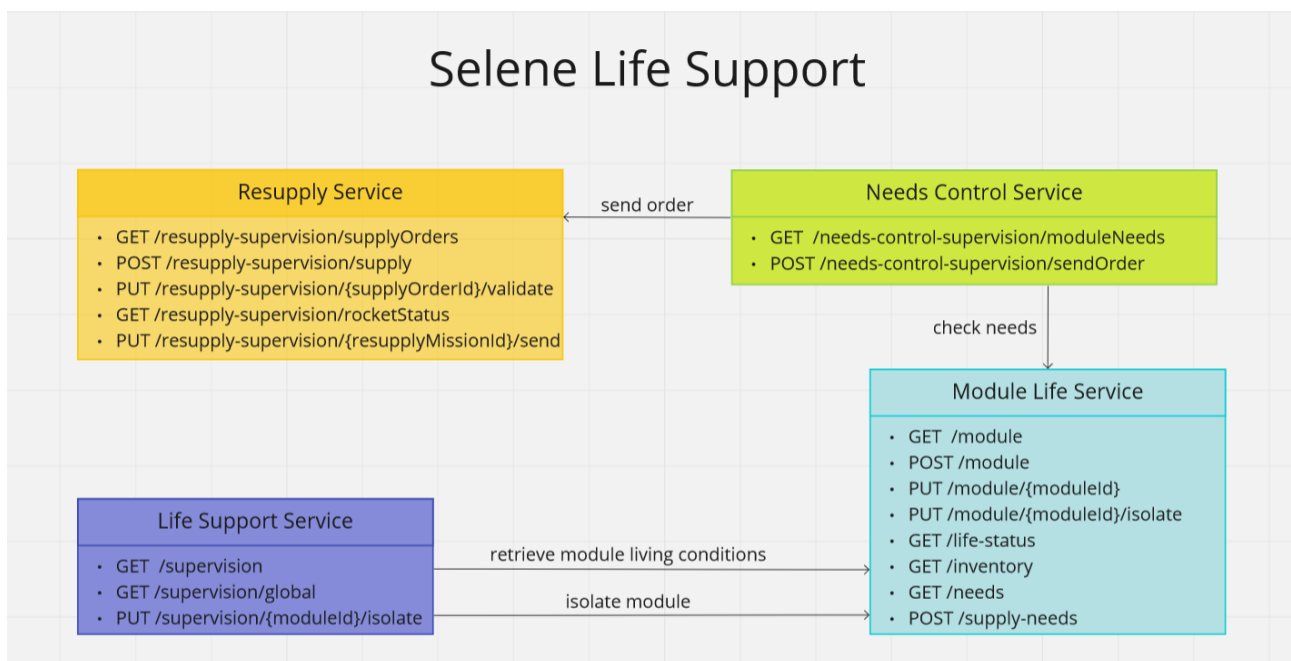 Selene Life Support
Resupply Service
• GET /resupply-supervision/supplyOrders
• POST /resupply-supervision/supply
• PUT /resupply-supervision/{supplyOrderId}/validate
• GET /resupply-supervision/rocketStatus
• PUT /resupply-supervision/{resupplyMissionId}/send
send order
Needs Control Service
• GET /needs-control-supervision/moduleNeeds
• POST /needs-control-supervision/sendOrder
check needs
Module Life Service
• GET /module
• POST /module
• PUT /module/{moduleId}
• PUT /module/{moduleId}/isolate
• GET /life-status
• GET /inventory
• GET /needs
• POST /supply-needs
Life Support Service
• GET /supervision
• GET /supervision/global
• PUT /supervision/{moduleId}/isolate
retrieve module living conditions
isolate module